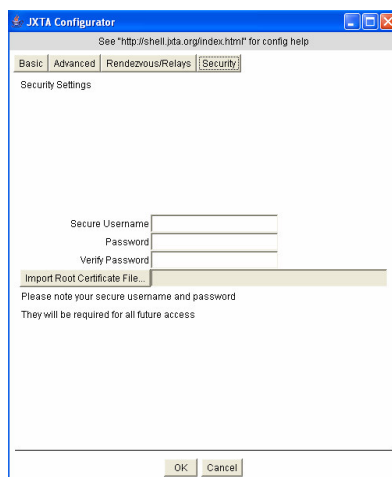 JXTA Configurator
See "http://shell.jxta.org/index.html" for config help
Basic Advanced Rendezvous/Relays Security
Security Settings
Secure Username
Password
Verify Password
Import Root Certificate File...
Please note your secure username and password
They will be required for all future access
OK Cancel